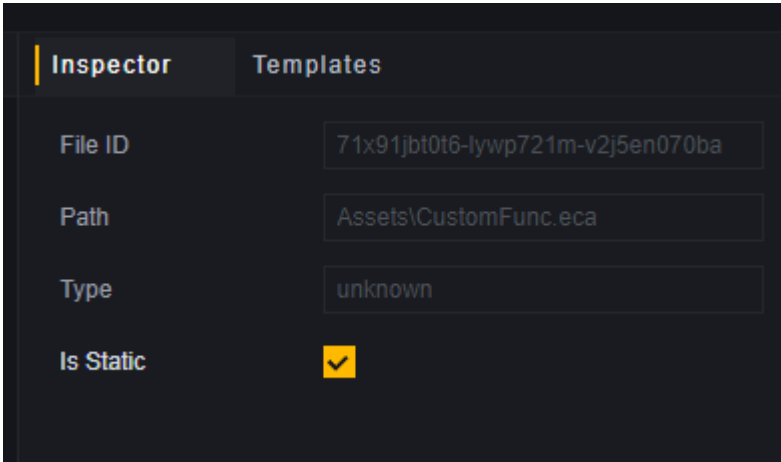 Inspector Templates
File ID 71x91jbt0t6-lywp721m-v2j5en070ba
Path Assets\CustomFunc.eca
Type unknown
Is Static